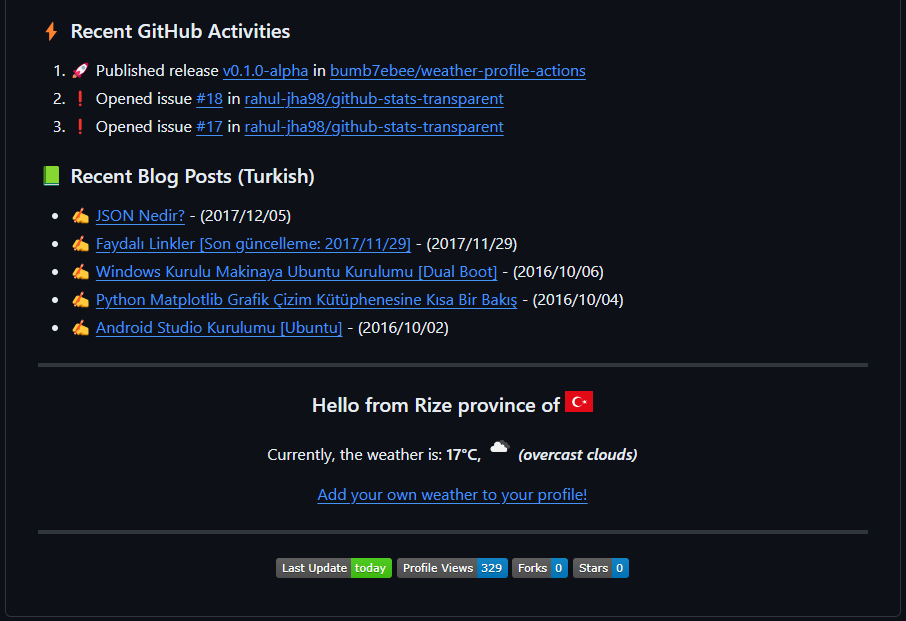 ⚡ Recent GitHub Activities
1. 🚀 Published release v0.1.0-alpha in bumb7ebee/weather-profile-actions
2. ❗ Opened issue #18 in rahul-jha98/github-stats-transparent
3. ❗ Opened issue #17 in rahul-jha98/github-stats-transparent
📗 Recent Blog Posts (Turkish)
• ✍️ JSON Nedir? - (2017/12/05)
• ✍️ Faydalı Linkler [Son güncelleme: 2017/11/29] - (2017/11/29)
• ✍️ Windows Kurulu Makinaya Ubuntu Kurulumu [Dual Boot] - (2016/10/06)
• ✍️ Python Matplotlib Grafik Çizim Kütüphenesine Kısa Bir Bakış - (2016/10/04)
• ✍️ Android Studio Kurulumu [Ubuntu] - (2016/10/02)
Hello from Rize province of 🇹🇷
Currently, the weather is: 17°C, ☁️ (overcast clouds)
Add your own weather to your profile!
Last Update today Profile Views 329 Forks 0 Stars 0